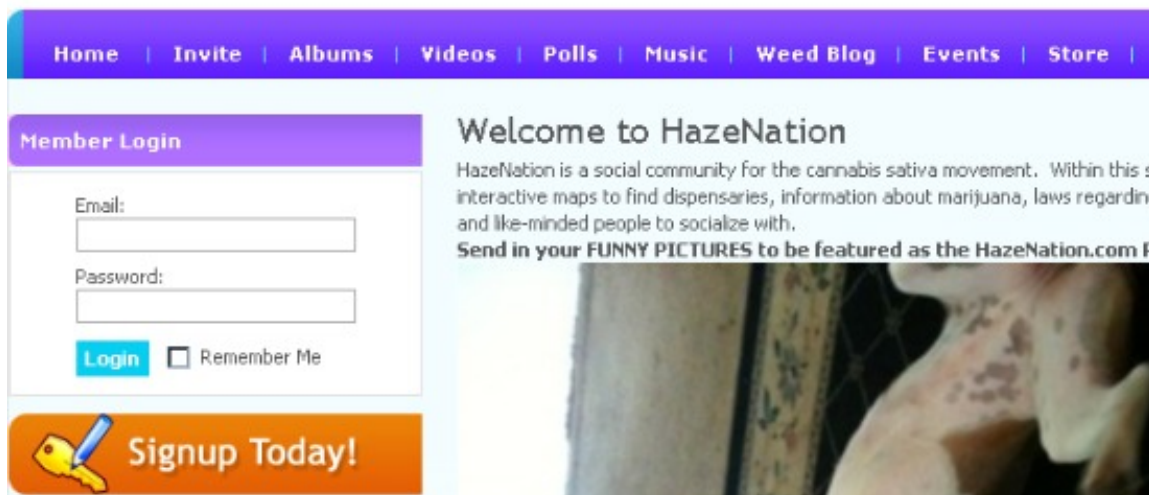 Home | Invite | Albums | Videos | Polls | Music | Weed Blog | Events | Store |
Member Login
Email:
Password:
Login
Remember Me
Signup Today!
Welcome to HazeNation
HazeNation is a social community for the cannabis sativa movement. Within this
interactive maps to find dispensaries, information about marijuana, laws
and like-minded people to socialize with.
Send in your FUNNY PICTURES to be featured as the HazeNation.com